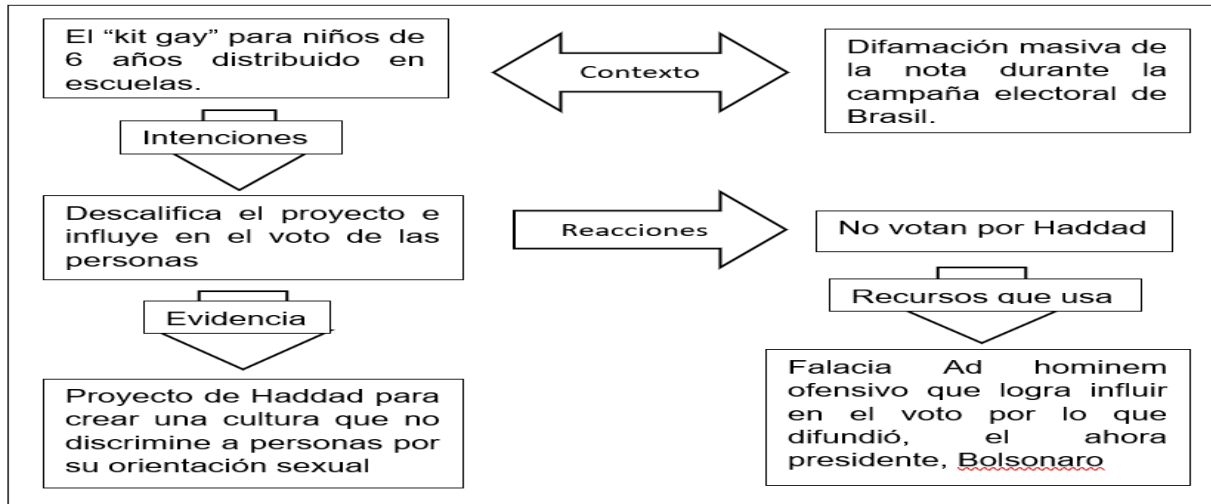 El “kit gay” para niños de
6 años distribuido en
escuelas.
Contexto
Difamación masiva de
la nota durante la
campaña electoral de
Brasil.
Intenciones
Descalifica el proyecto e
influye en el voto de las
personas
Reacciones
No votan por Haddad
Evidencia
Recursos que usa
Proyecto de Haddad para
crear una cultura que no
discrimine a personas por
su orientación sexual
Falacia Ad hominem
ofensivo que logra influir
en el voto por lo que
difundió, el ahora
presidente, Bolsonaro